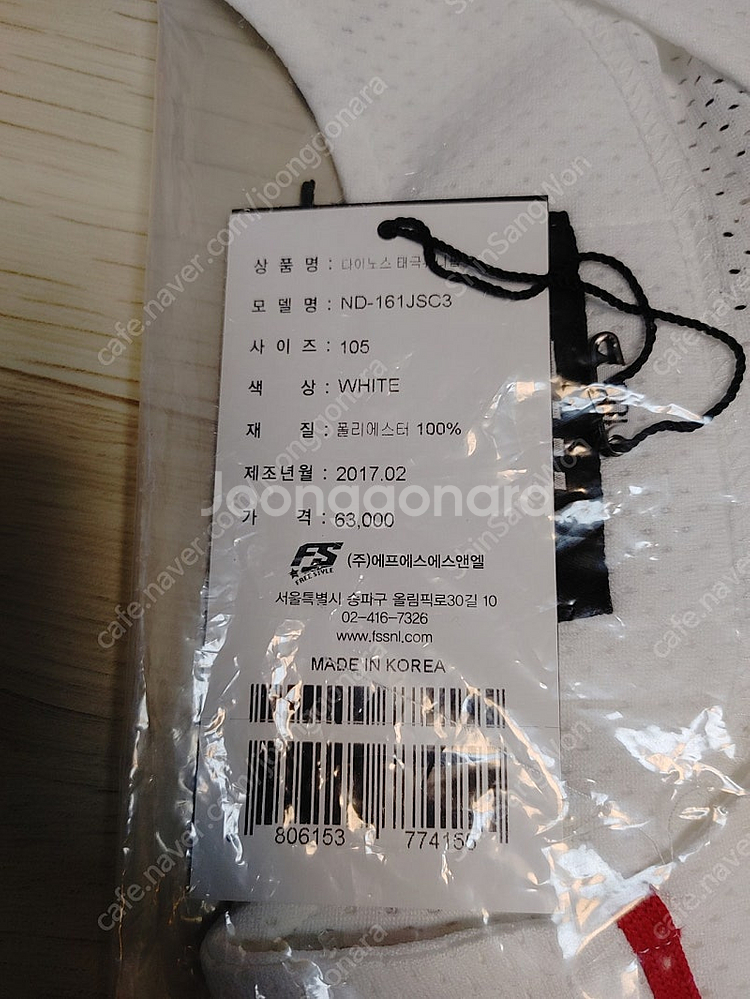 상 품 명 : 다이노스 태극
모 델 명 : ND-161JSC3
사 이 즈 : 105
색 상 : WHITE
재 질 : 폴리에스터 100%
제조년월 : 2017.02
가 격 : 63,000
FS FREE STYLE (주)에프에스에스앤엘
서울특별시 송파구 올림픽로30길 10
02-416-7326
www.fssnl.com
MADE IN KOREA
806153 774155
Joonggonara
cafe.naver.com/joonggonara
ShinSangWon